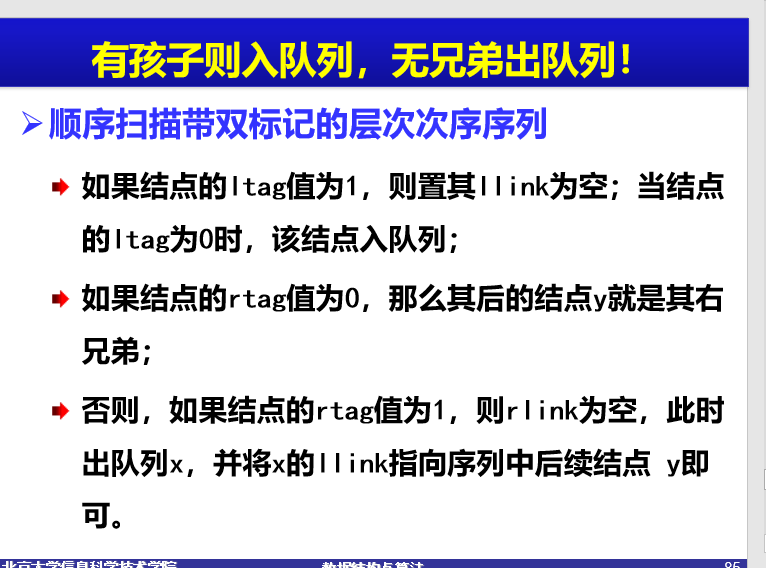 有孩子则入队列，无兄弟出队列！
顺序扫描带双标记的层次次序序列
如果结点的ltag值为1，则置其llink为空；当结点
的ltag为0时，该结点入队列；
如果结点的rtag值为0，那么其后的结点y就是其右
兄弟；
否则，如果结点的rtag值为1，则rlink为空，此时
出队列x，并将x的llink指向序列中后续结点 y即
可。
北京大学信息科学技术学院 数据结构与算法 85